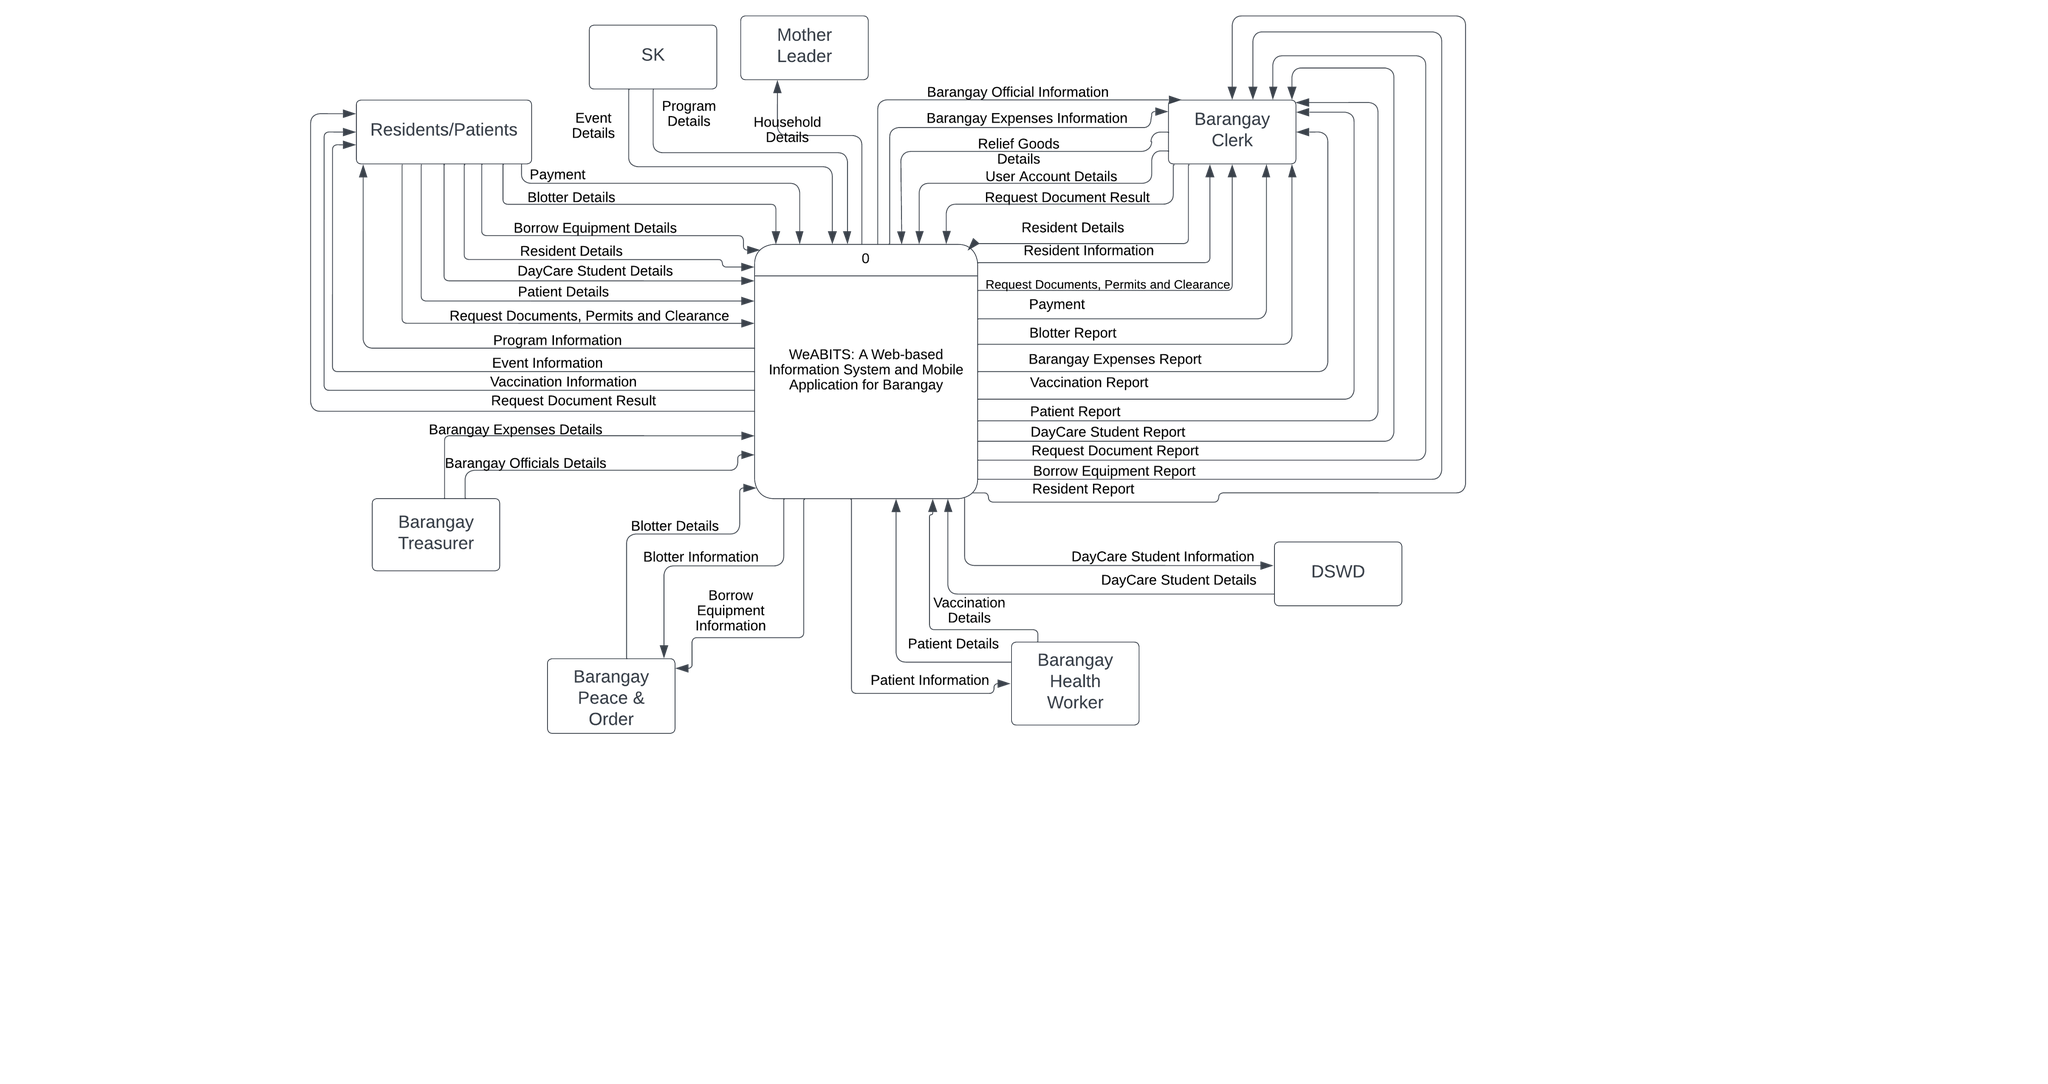 SK
Mother
Leader
Residents/Patients
Event
Details
Program
Details
Household
Details
Barangay Official Information
Barangay Expenses Information
Relief Goods
Details
User Account Details
Request Document Result
Barangay
Clerk
Payment
Blotter Details
Borrow Equipment Details
Resident Details
DayCare Student Details
Patient Details
Request Documents, Permits and Clearance
Program Information
Event Information
Vaccination Information
Request Document Result
Barangay Expenses Details
Barangay Officials Details
Barangay
Treasurer
0
WeABITS: A Web-based
Information System and Mobile
Application for Barangay
Resident Details
Resident Information
Request Documents, Permits and Clearance
Payment
Blotter Report
Barangay Expenses Report
Vaccination Report
Patient Report
DayCare Student Report
Request Document Report
Borrow Equipment Report
Resident Report
Blotter Details
Blotter Information
Borrow
Equipment
Information
Barangay
Peace &
Order
DayCare Student Information
DayCare Student Details
DSWD
Vaccination
Details
Patient Details
Patient Information
Barangay
Health
Worker